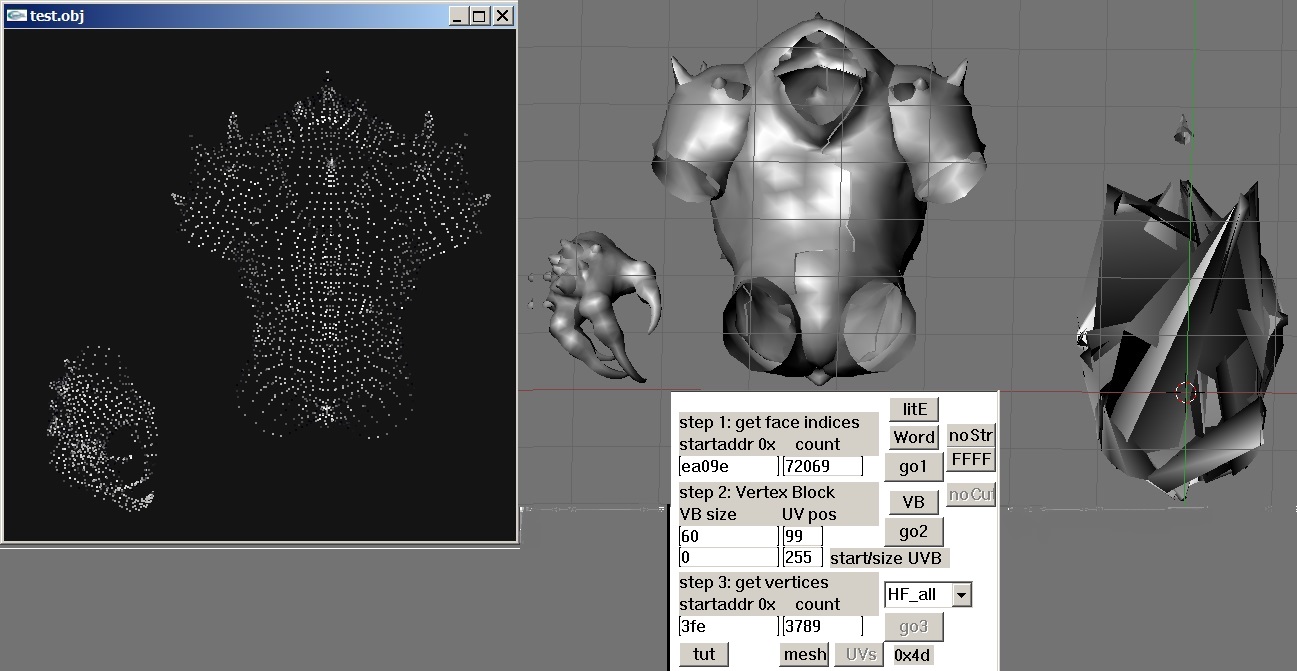 test.obj
step 1: get face indices
startaddr 0x count
ea09e 72069
litE
Word
go1
noStr
FFFF
step 2: Vertex Block
VB size UV pos
60 99
0 255 start/size UVB
VB
go2
noCut
step 3: get vertices
startaddr 0x count
3fe 3789
HF_all
go3
tut mesh UVs 0x4d